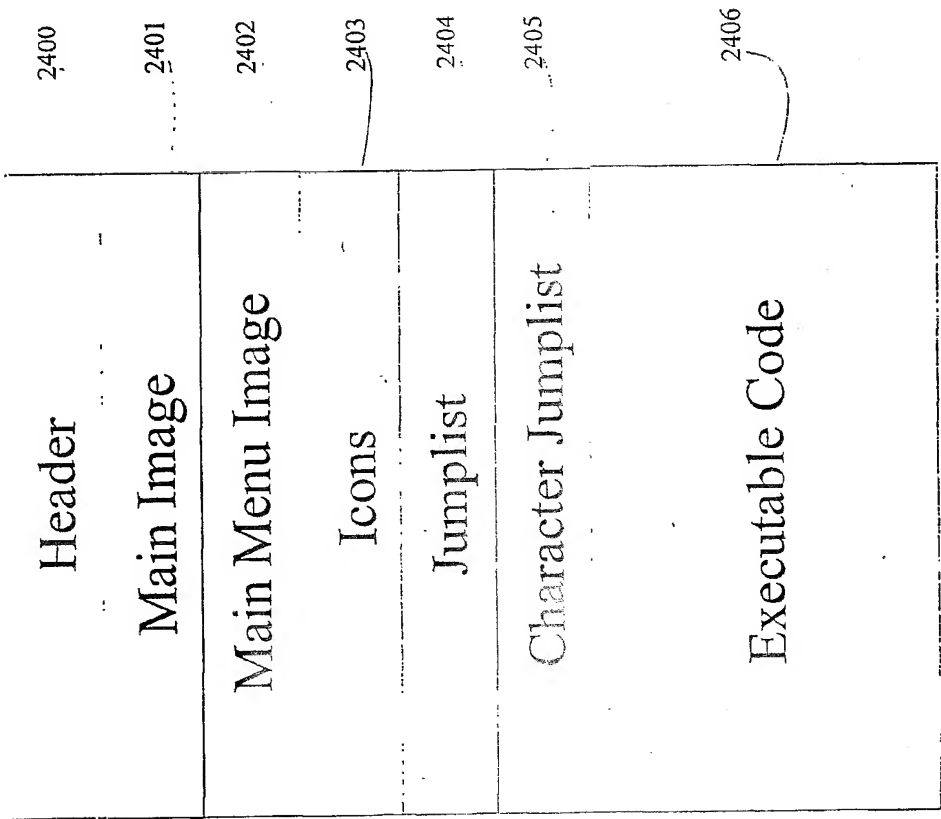 Header 2400
Main Image 2401
Main Menu Image 2402
Icons 2403
Jumplist 2404
Character Jumplist 2405
Executable Code 2406